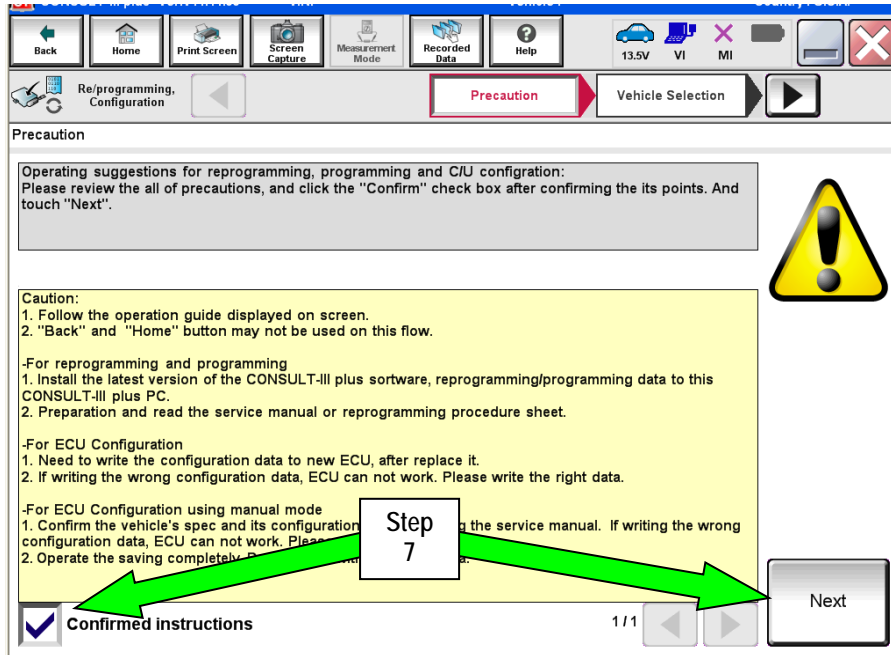 Back
Home
Print Screen
Screen
Capture
Measurement
Mode
Recorded
Data
Help
13.5V
VI
MI
Re/programming,
Configuration
Precaution
Vehicle Selection
Precaution
Operating suggestions for reprogramming, programming and C/U configration:
Please review the all of precautions, and click the "Confirm" check box after confirming the its points. And
touch "Next".
Caution:
1. Follow the operation guide displayed on screen.
2. "Back" and "Home" button may not be used on this flow.
-For reprogramming and programming
1. Install the latest version of the CONSULT-III plus sortware, reprogramming/programming data to this
CONSULT-III plus PC.
2. Preparation and read the service manual or reprogramming procedure sheet.
-For ECU Configuration
1. Need to write the configuration data to new ECU, after replace it.
2. If writing the wrong configuration data, ECU can not work. Please write the right data.
-For ECU Configuration using manual mode
1. Confirm the vehicle's spec and its configuration g the service manual. If writing the wrong
configuration data, ECU can not work.
2. Operate the saving completely.
Step
7
Confirmed instructions
1/1
Next